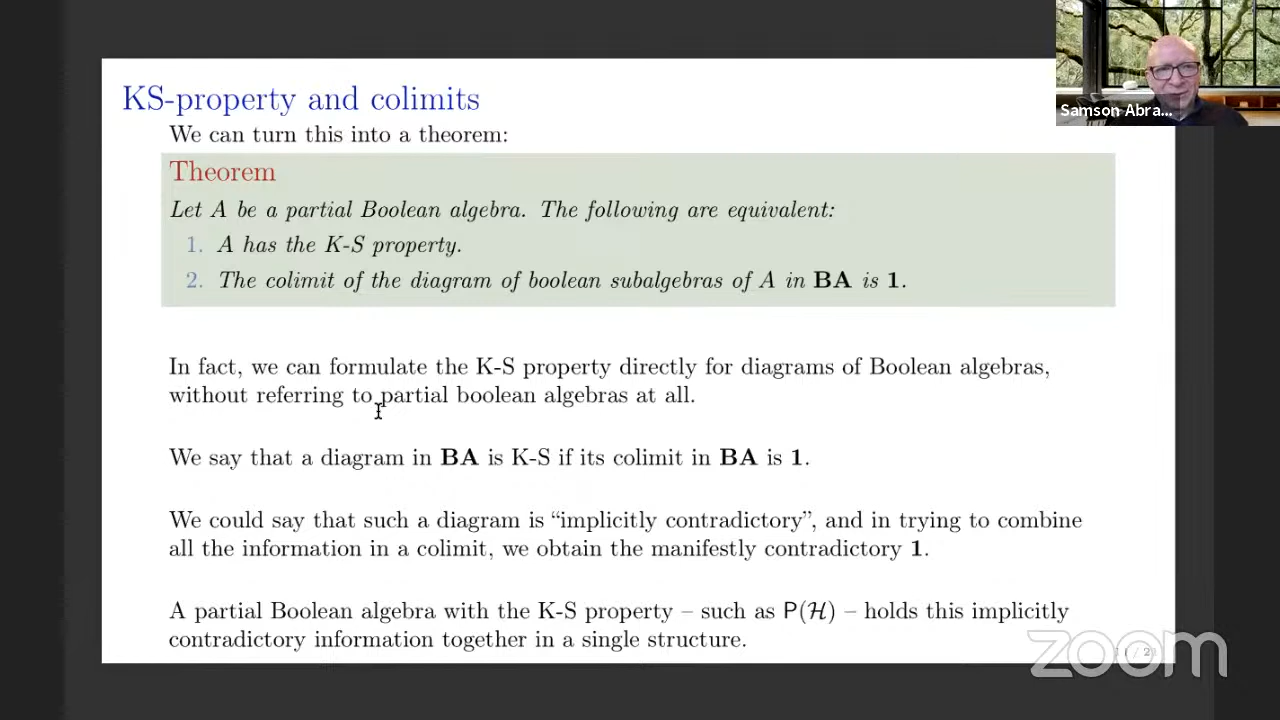 KS-property and colimits
We can turn this into a theorem:
Theorem
Let A be a partial Boolean algebra. The following are equivalent:
1. A has the K-S property.
2. The colimit of the diagram of boolean subalgebras of A in BA is 1.
In fact, we can formulate the K-S property directly for diagrams of Boolean algebras,
without referring to partial boolean algebras at all.
We say that a diagram in BA is K-S if its colimit in BA is 1.
We could say that such a diagram is “implicitly contradictory”, and in trying to combine
all the information in a colimit, we obtain the manifestly contradictory 1.
A partial Boolean algebra with the K-S property – such as P(ℋ) – holds this implicitly
contradictory information together in a single structure.
Samson Abra...
zoom